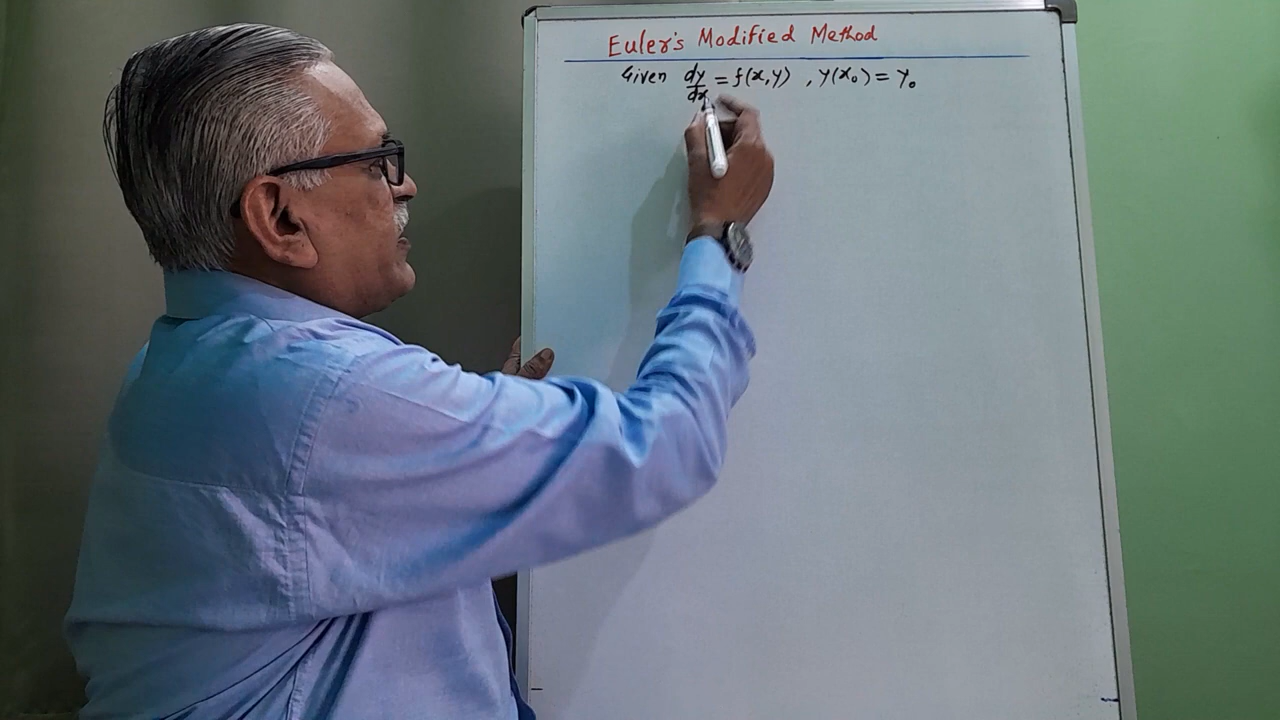 Euler's Modified Method
Given dy/dx = f(x,y) , y(x₀) = y₀